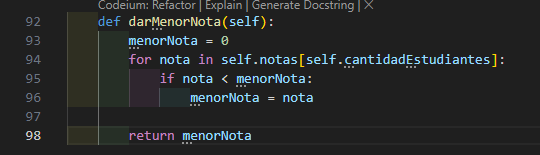 Codeium: Refactor | Explain | Generate Docstring | ×
92 def darMenorNota(self):
93 menorNota = 0
94 for nota in self.notas[self.cantidadEstudiantes]:
95 if nota < menorNota:
96 menorNota = nota
97
98 return menorNota